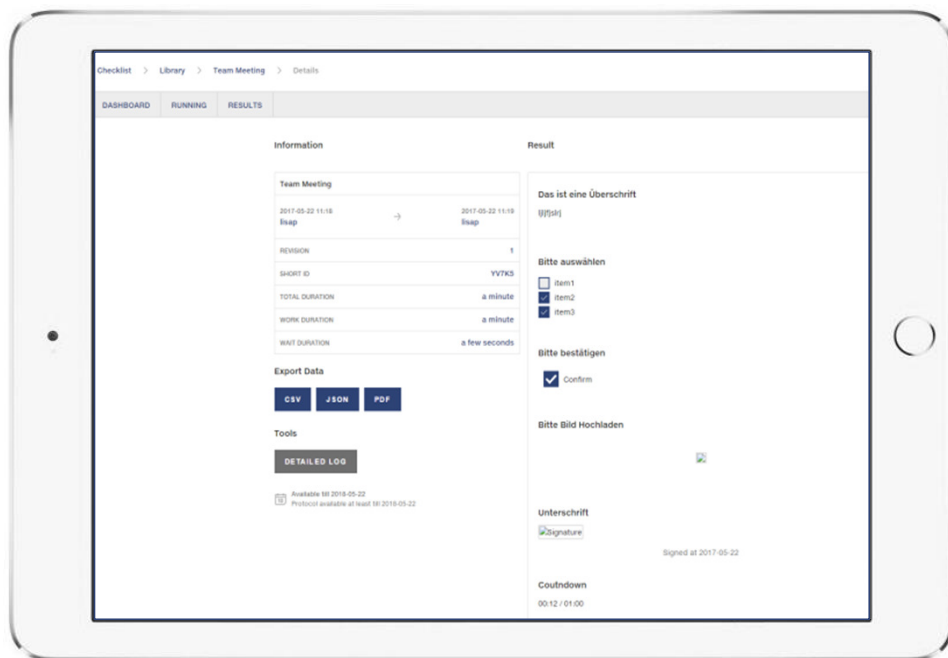 Checklist > Library > Team Meeting > Details
DASHBOARD RUNNING RESULTS
Information
Team Meeting
2017-05-22 11:18 → 2017-05-22 11:19
lisap lisap
REVISION 1
SHORT ID YV7K5
TOTAL DURATION a minute
WORK DURATION a minute
WAIT DURATION a few seconds
Export Data
CSV JSON PDF
Tools
DETAILED LOG
Available till 2018-05-22
Protocol available at least till 2018-05-22
Result
Das ist eine Überschrift
Bitte auswählen
item1
item2
item3
Bitte bestätigen
Confirm
Bitte Bild Hochladen
Unterschrift
Signature
Signed at 2017-05-22
Coutndown
00:12 / 01:00